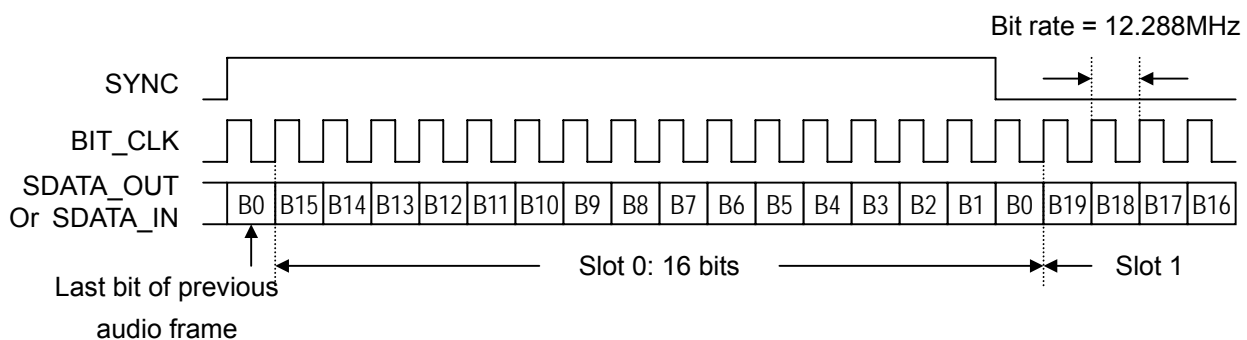 Bit rate = 12.288MHz
SYNC
BIT_CLK
SDATA_OUT
Or SDATA_IN
B0 B15 B14 B13 B12 B11 B10 B9 B8 B7 B6 B5 B4 B3 B2 B1 B0 B19 B18 B17 B16
Slot 0: 16 bits
Slot 1
Last bit of previous
audio frame